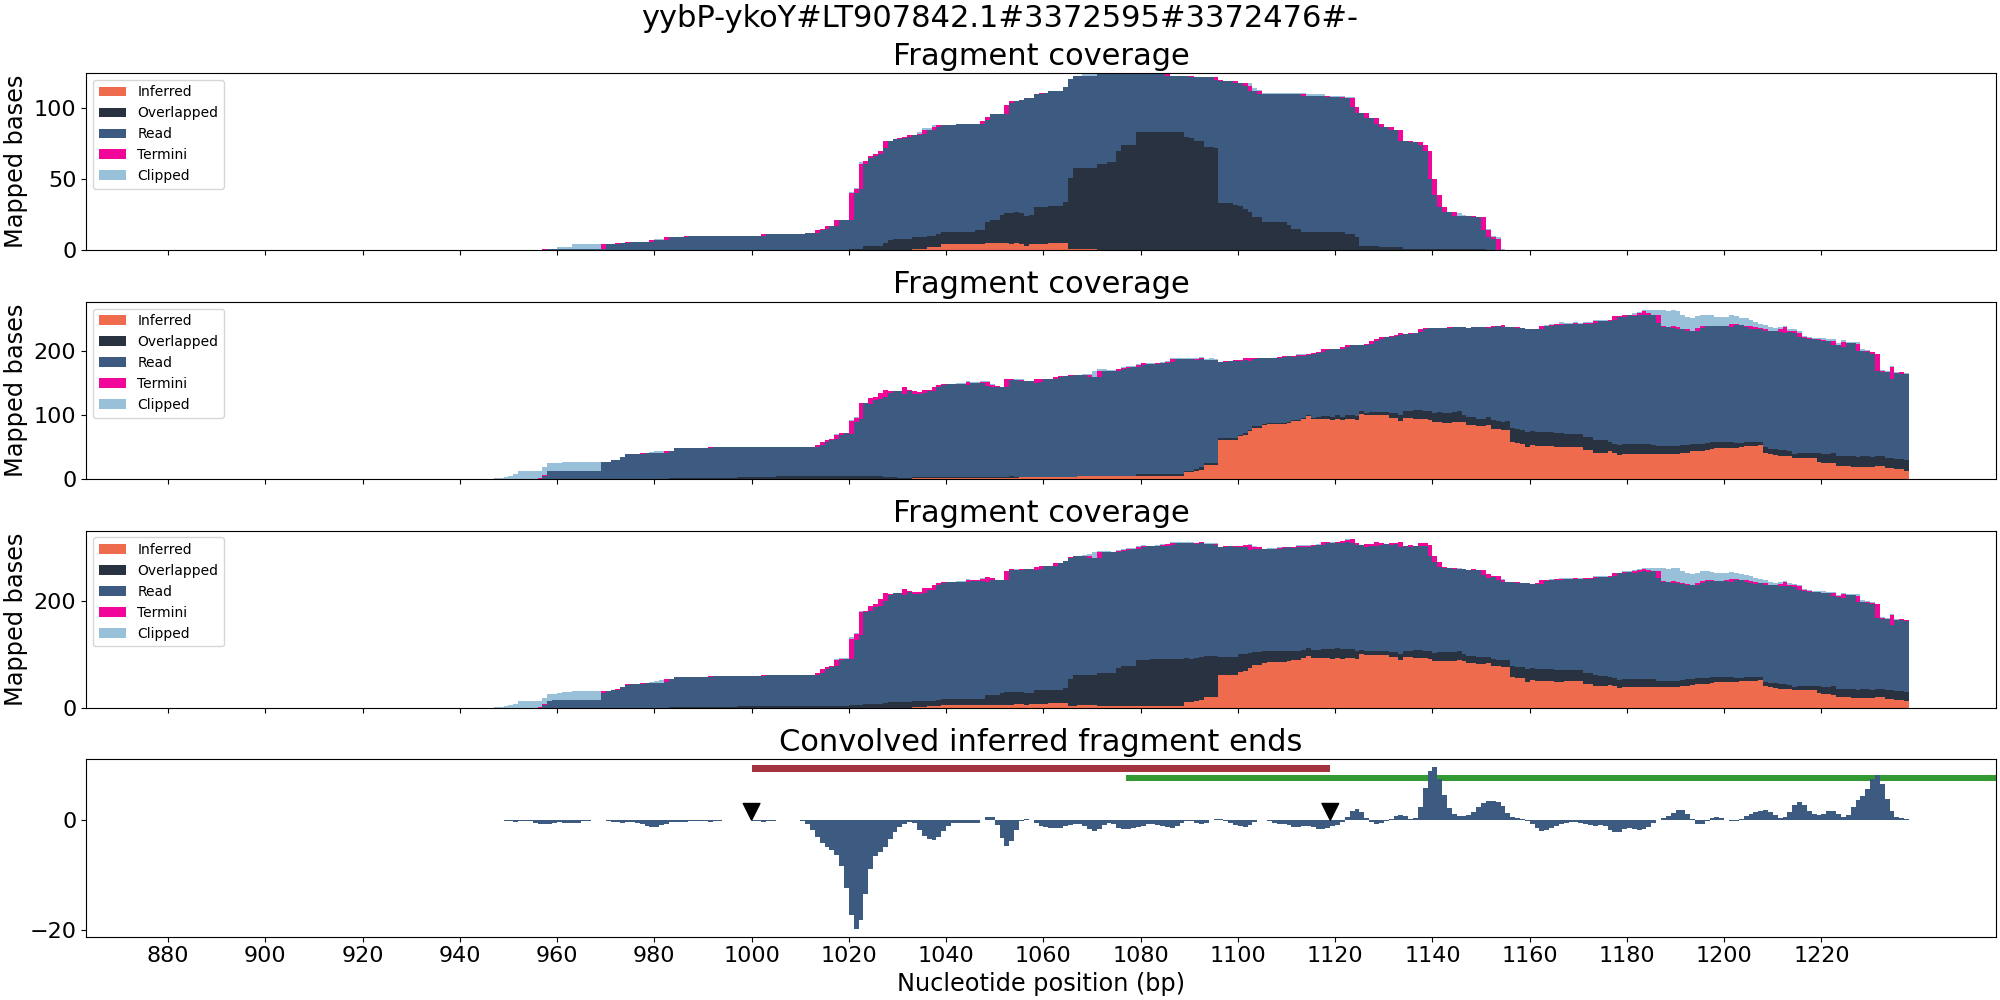 yybP-ykoY#LT907842.1#3372595#3372476#-
Fragment coverage
Mapped bases
100
50
0
Inferred
Overlapped
Read
Termini
Clipped
Fragment coverage
Mapped bases
200
100
0
Inferred
Overlapped
Read
Termini
Clipped
Fragment coverage
Mapped bases
200
0
Inferred
Overlapped
Read
Termini
Clipped
Convolved inferred fragment ends
0
−20
880 900 920 940 960 980 1000 1020 1040 1060 1080 1100 1120 1140 1160 1180 1200 1220
Nucleotide position (bp)